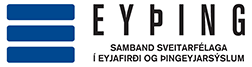 EYÞING
SAMBAND SVEITARFÉLAGA
Í EYJAFIRÐI OG ÞINGEYJARSÝSLUM